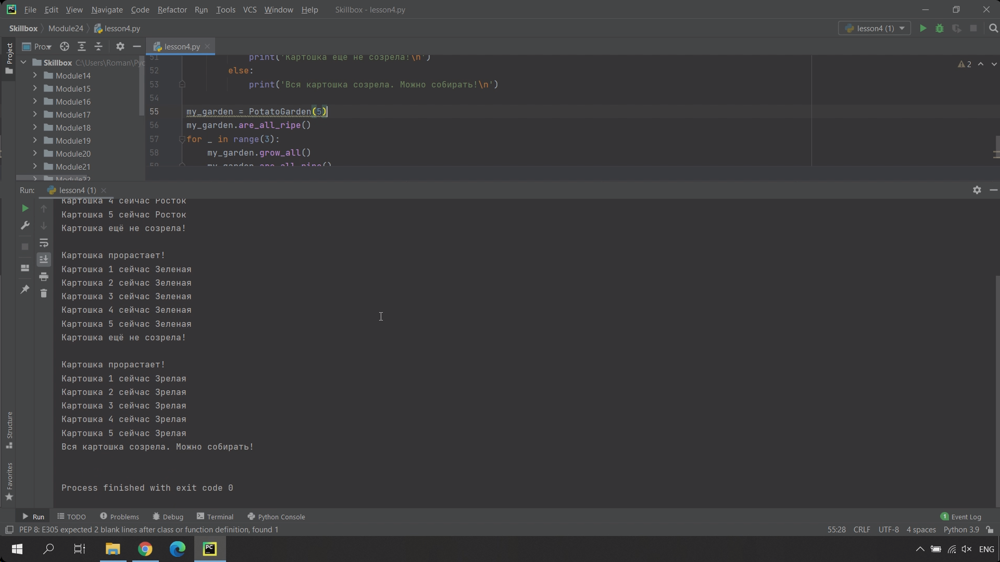 File Edit View Navigate Code Refactor Run Tools VCS Window Help Skillbox - lesson4.py
Skillbox Module24 lesson4.py lesson4 (1)
Project
Pro.. lesson4.py
Skillbox C:\Users\Roman\Pyc
Module14
Module15
Module16
Module17
Module18
Module19
Module20
Module21
Module22
51 print('Картошка ещё не созрела!\n')
52 else:
53 print('Вся картошка созрела. Можно собирать!\n')
54
55 my_garden = PotatoGarden(5)
56 my_garden.are_all_ripe()
57 for _ in range(3):
58 my_garden.grow_all()
59 my_garden.are_all_ripe()
2
Run: lesson4 (1)
Картошка 4 сейчас Росток
Картошка 5 сейчас Росток
Картошка ещё не созрела!
Картошка прорастает!
Картошка 1 сейчас Зеленая
Картошка 2 сейчас Зеленая
Картошка 3 сейчас Зеленая
Картошка 4 сейчас Зеленая
Картошка 5 сейчас Зеленая
Картошка ещё не созрела!
Картошка прорастает!
Картошка 1 сейчас Зрелая
Картошка 2 сейчас Зрелая
Картошка 3 сейчас Зрелая
Картошка 4 сейчас Зрелая
Картошка 5 сейчас Зрелая
Вся картошка созрела. Можно собирать!
Process finished with exit code 0
Structure
Favorites
Run TODO Problems Debug Terminal Python Console 1 Event Log
PEP 8: E305 expected 2 blank lines after class or function definition, found 1 55:28 CRLF UTF-8 4 spaces Python 3.9
PC ENG